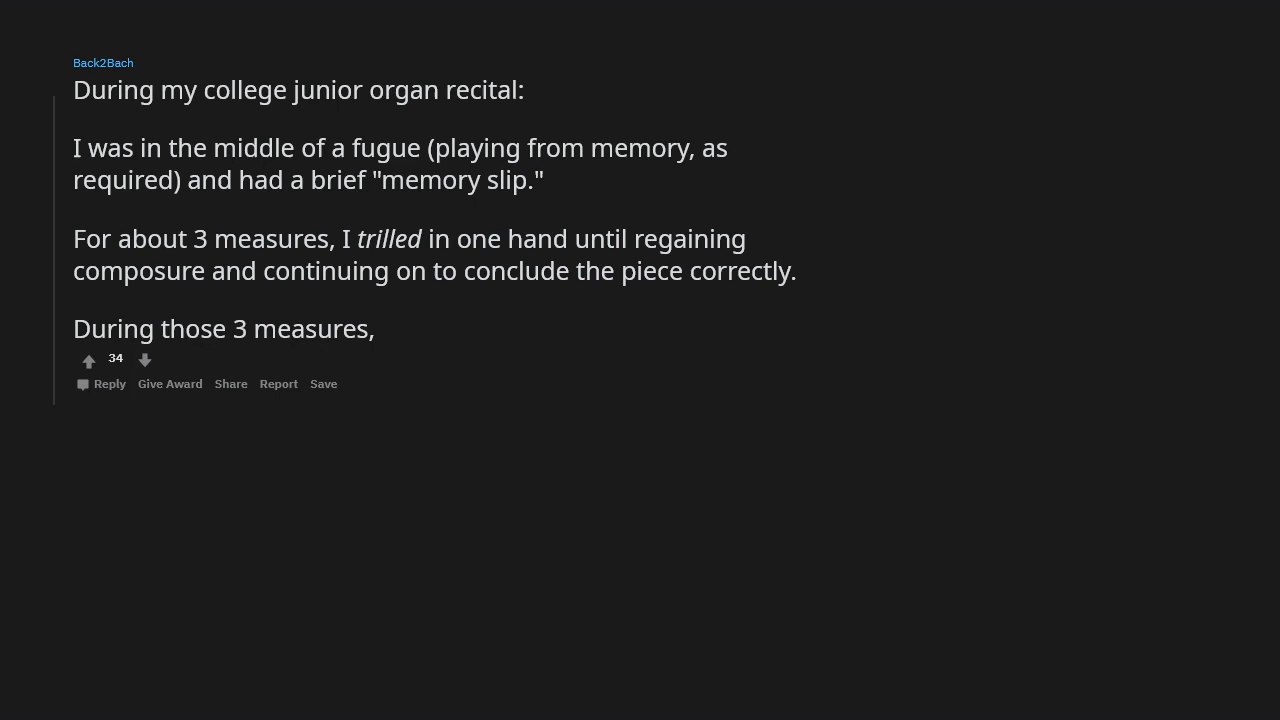 Back2Bach
During my college junior organ recital:
I was in the middle of a fugue (playing from memory, as
required) and had a brief "memory slip."
For about 3 measures, I trilled in one hand until regaining
composure and continuing on to conclude the piece correctly.
During those 3 measures,
34
Reply Give Award Share Report Save